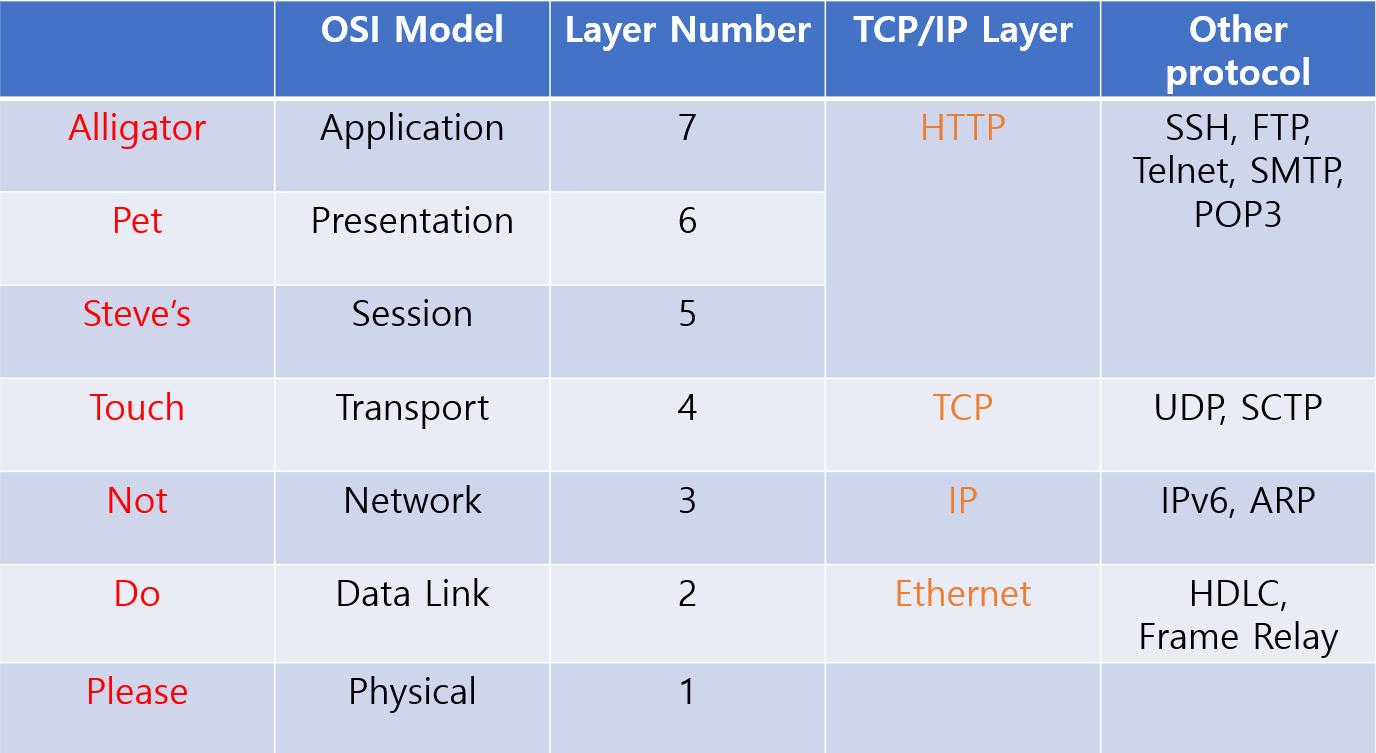 OSI Model Layer Number TCP/IP Layer Other
protocol
Alligator Application 7 HTTP SSH, FTP,
Telnet, SMTP,
POP3
Pet Presentation 6
Steve’s Session 5
Touch Transport 4 TCP UDP, SCTP
Not Network 3 IP IPv6, ARP
Do Data Link 2 Ethernet HDLC,
Frame Relay
Please Physical 1